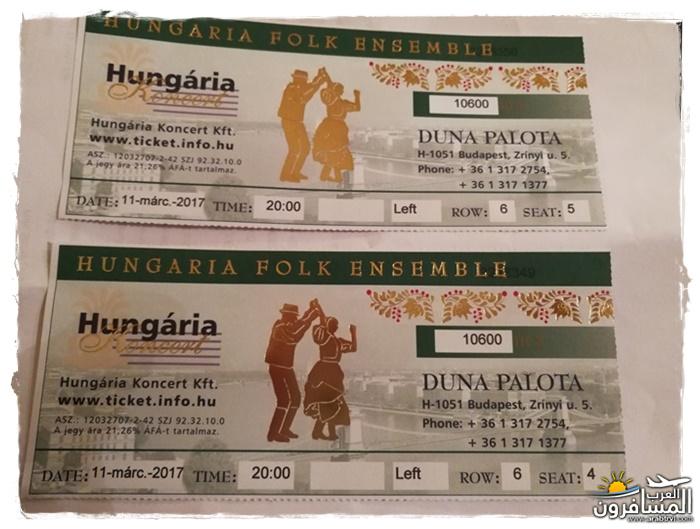 HUNGARIA FOLK ENSEMBLE
Hungária
Koncert
Hungária Koncert Kft.
www.ticket.info.hu
ASZ.: 12032707-2-42 SZJ 92.32.10.0
A jegy ára 21,26% ÁFÁ-t tartalmaz.
10600
DUNA PALOTA
H-1051 Budapest, Zrínyi u. 5.
Phone: + 36 1 317 2754,
+ 36 1 317 1377
DATE: 11-márc.-2017 TIME: 20:00 Left ROW: 6 SEAT: 5
HUNGARIA FOLK ENSEMBLE
Hungária
Koncert
Hungária Koncert Kft.
www.ticket.info.hu
ASZ.: 12032707-2-42 SZJ 92.32.10.0
A jegy ára 21,26% ÁFÁ-t tartalmaz.
10600
DUNA PALOTA
H-1051 Budapest, Zrínyi u. 5.
Phone: + 36 1 317 2754,
+ 36 1 317 1377
DATE: 11-márc.-2017 TIME: 20:00 Left ROW: 6 SEAT: 4
العرب
المسافرون
www.arabtrvl.com